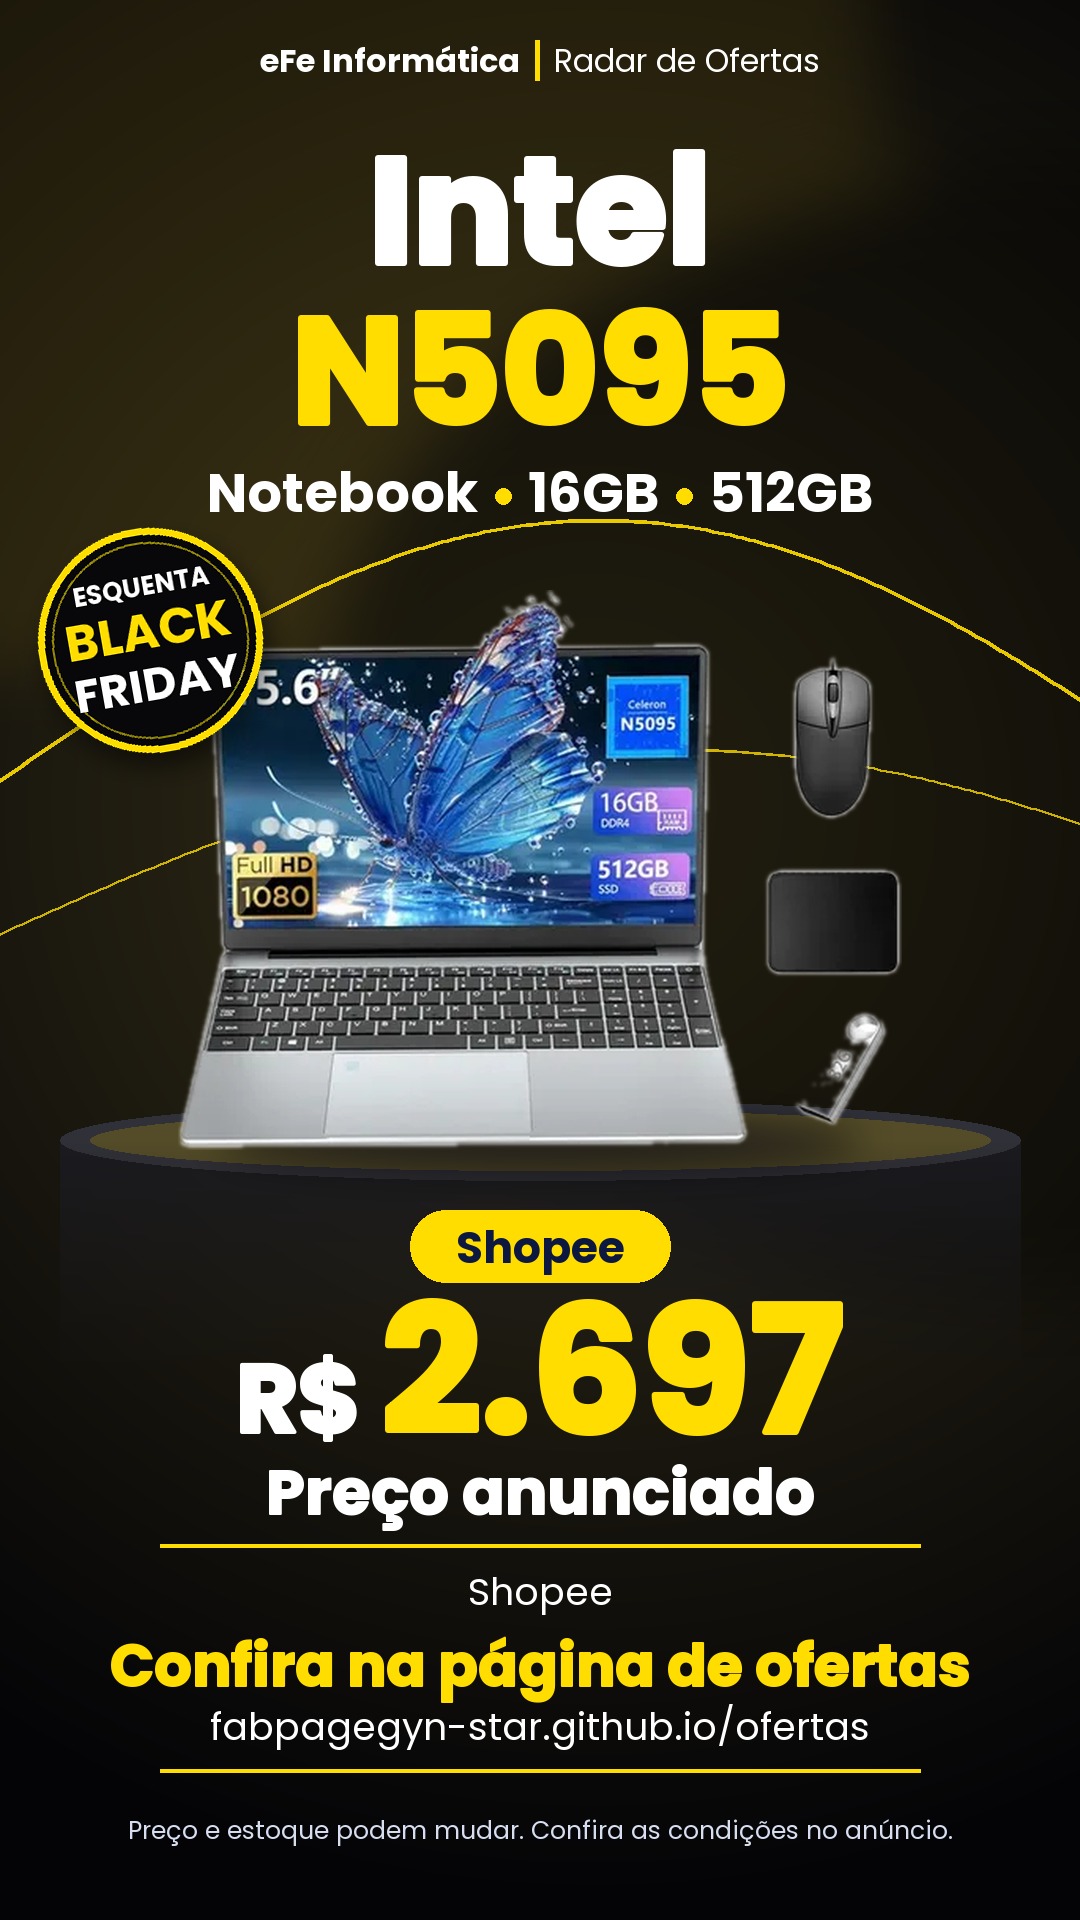 eFe Informática | Radar de Ofertas
Intel
N5095
Notebook • 16GB • 512GB
ESQUENTA
BLACK
FRIDAY
5.6"
Celeron
N5095
16GB
DDR4
512GB
SSD
Full HD
1080
Shopee
R$ 2.697
Preço anunciado
Shopee
Confira na página de ofertas
fabpagegyn-star.github.io/ofertas
Preço e estoque podem mudar. Confira as condições no anúncio.